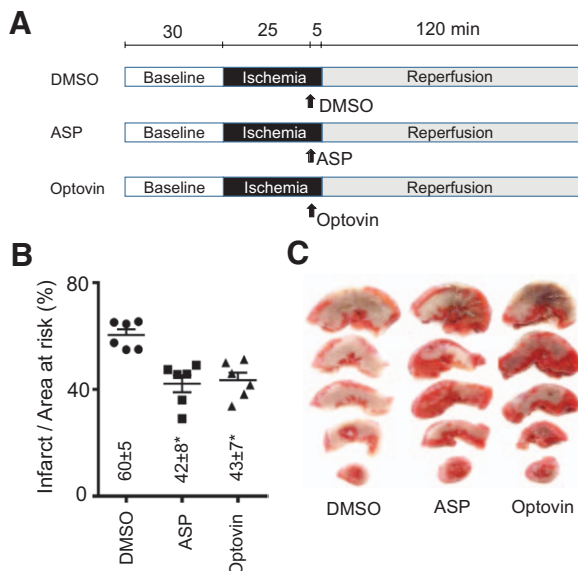 A
30 25 5 120 min
DMSO Baseline Ischemia Reperfusion
DMSO
ASP Baseline Ischemia Reperfusion
ASP
Optovin Baseline Ischemia Reperfusion
Optovin
B
Infarct / Area at risk (%)
80
40
0
60±5
42±8*
43±7*
DMSO
ASP
Optovin
C
DMSO ASP Optovin